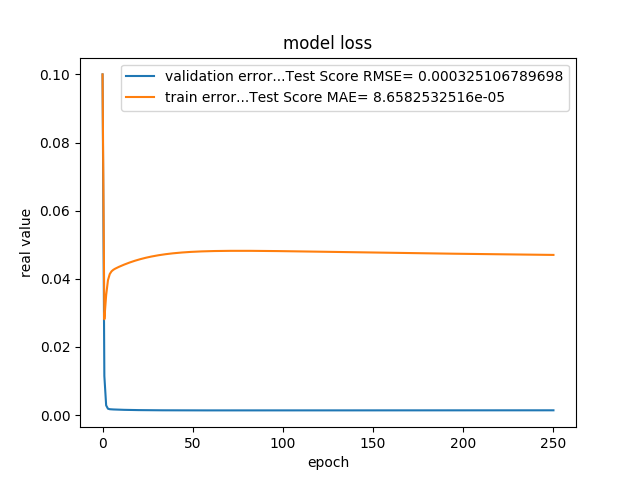 model loss
validation error...Test Score RMSE= 0.000325106789698
train error...Test Score MAE= 8.6582532516e-05
real value
0.10
0.08
0.06
0.04
0.02
0.00
0 50 100 150 200 250
epoch